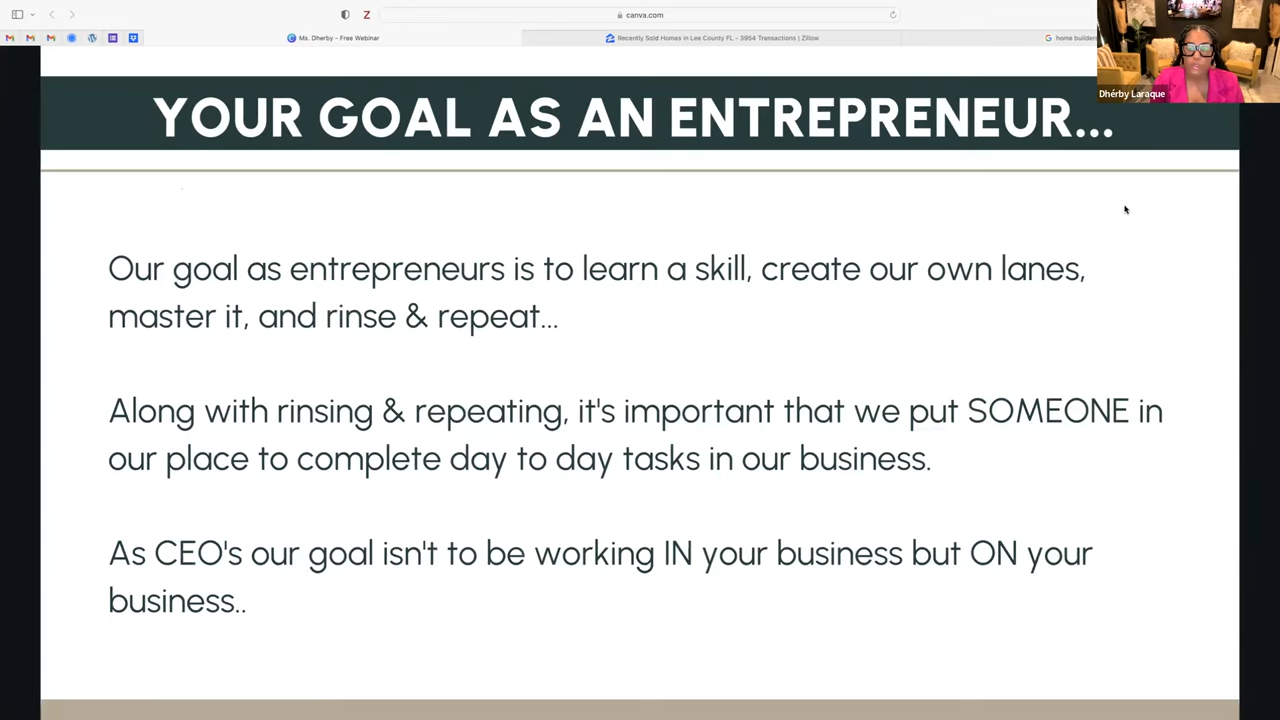 canva.com
Ms. Dherby - Free Webinar
Recently Sold Homes in Lee County FL - 3954 Transactions | Zillow
home builders
Dhérby Laraque
YOUR GOAL AS AN ENTREPRENEUR...
Our goal as entrepreneurs is to learn a skill, create our own lanes,
master it, and rinse & repeat...
Along with rinsing & repeating, it's important that we put SOMEONE in
our place to complete day to day tasks in our business.
As CEO's our goal isn't to be working IN your business but ON your
business..